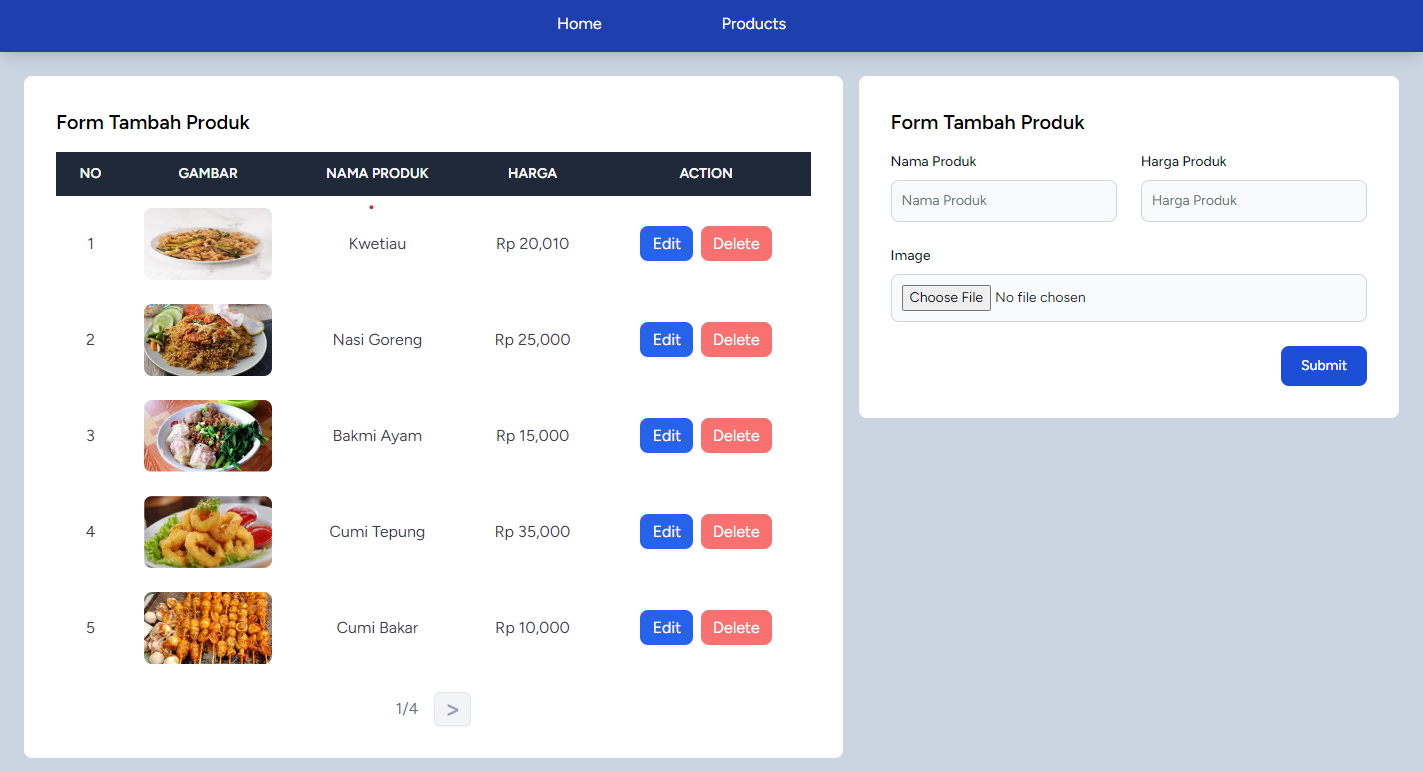 Home Products
Form Tambah Produk
NO GAMBAR NAMA PRODUK HARGA ACTION
1 Kwetiau Rp 20,010 Edit Delete
2 Nasi Goreng Rp 25,000 Edit Delete
3 Bakmi Ayam Rp 15,000 Edit Delete
4 Cumi Tepung Rp 35,000 Edit Delete
5 Cumi Bakar Rp 10,000 Edit Delete
1/4 >
Form Tambah Produk
Nama Produk Harga Produk
Nama Produk Harga Produk
Image
Choose File No file chosen
Submit